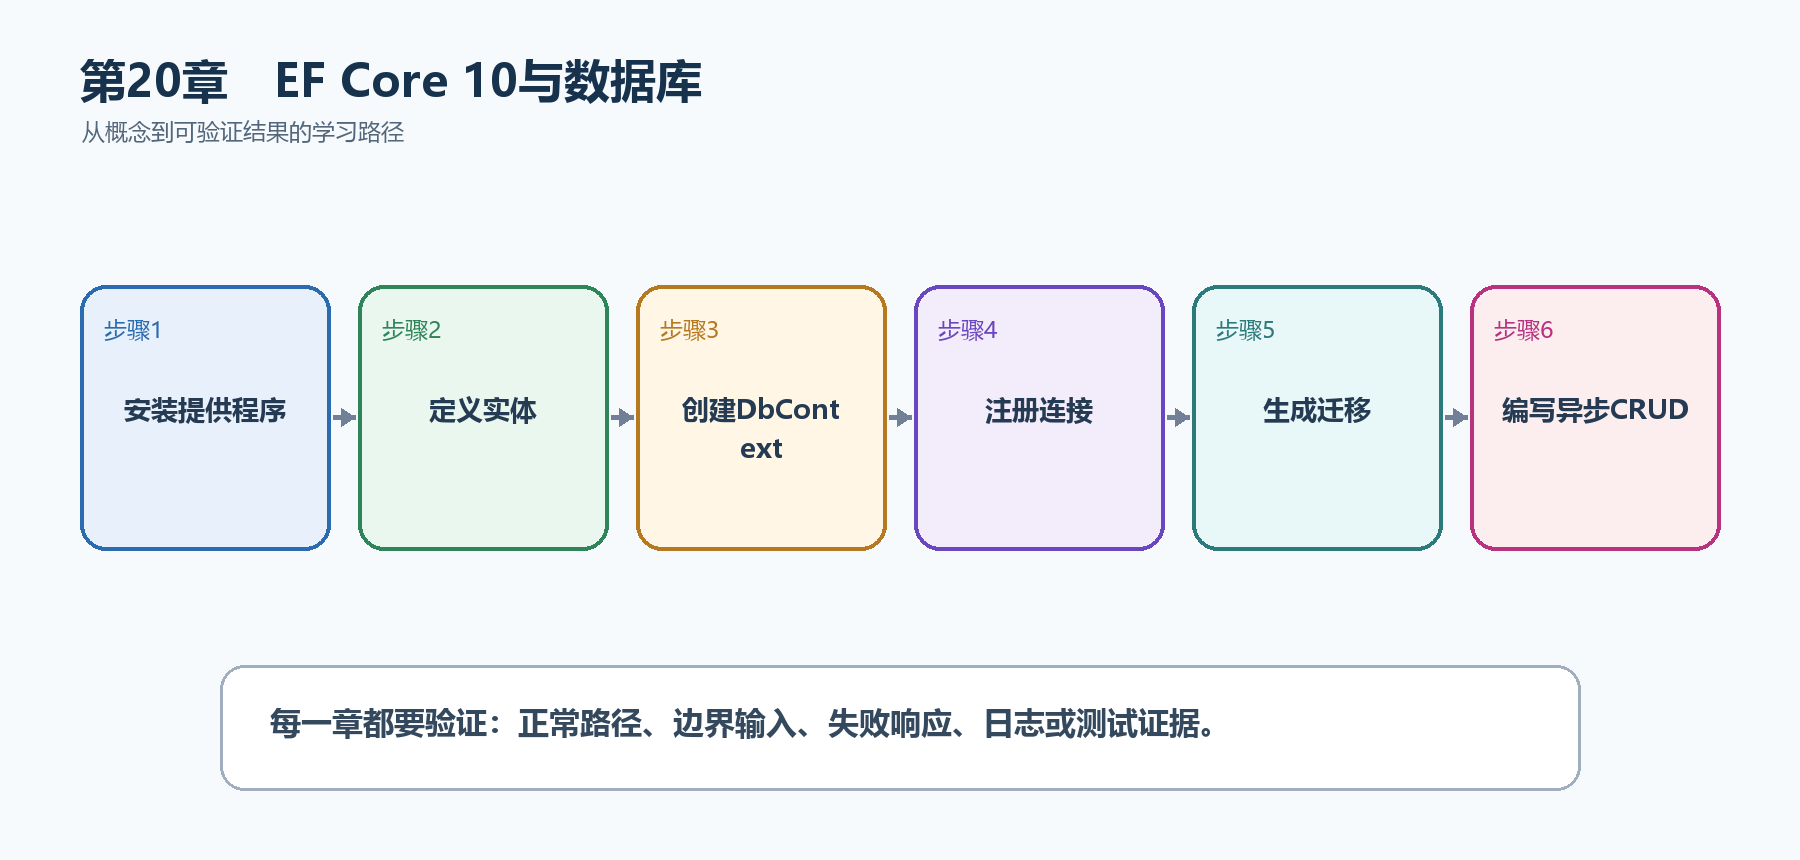 第20章　EF Core 10与数据库
从概念到可验证结果的学习路径
步骤1
安装提供程序
步骤2
定义实体
步骤3
创建DbCont
ext
步骤4
注册连接
步骤5
生成迁移
步骤6
编写异步CRUD
每一章都要验证：正常路径、边界输入、失败响应、日志或测试证据。